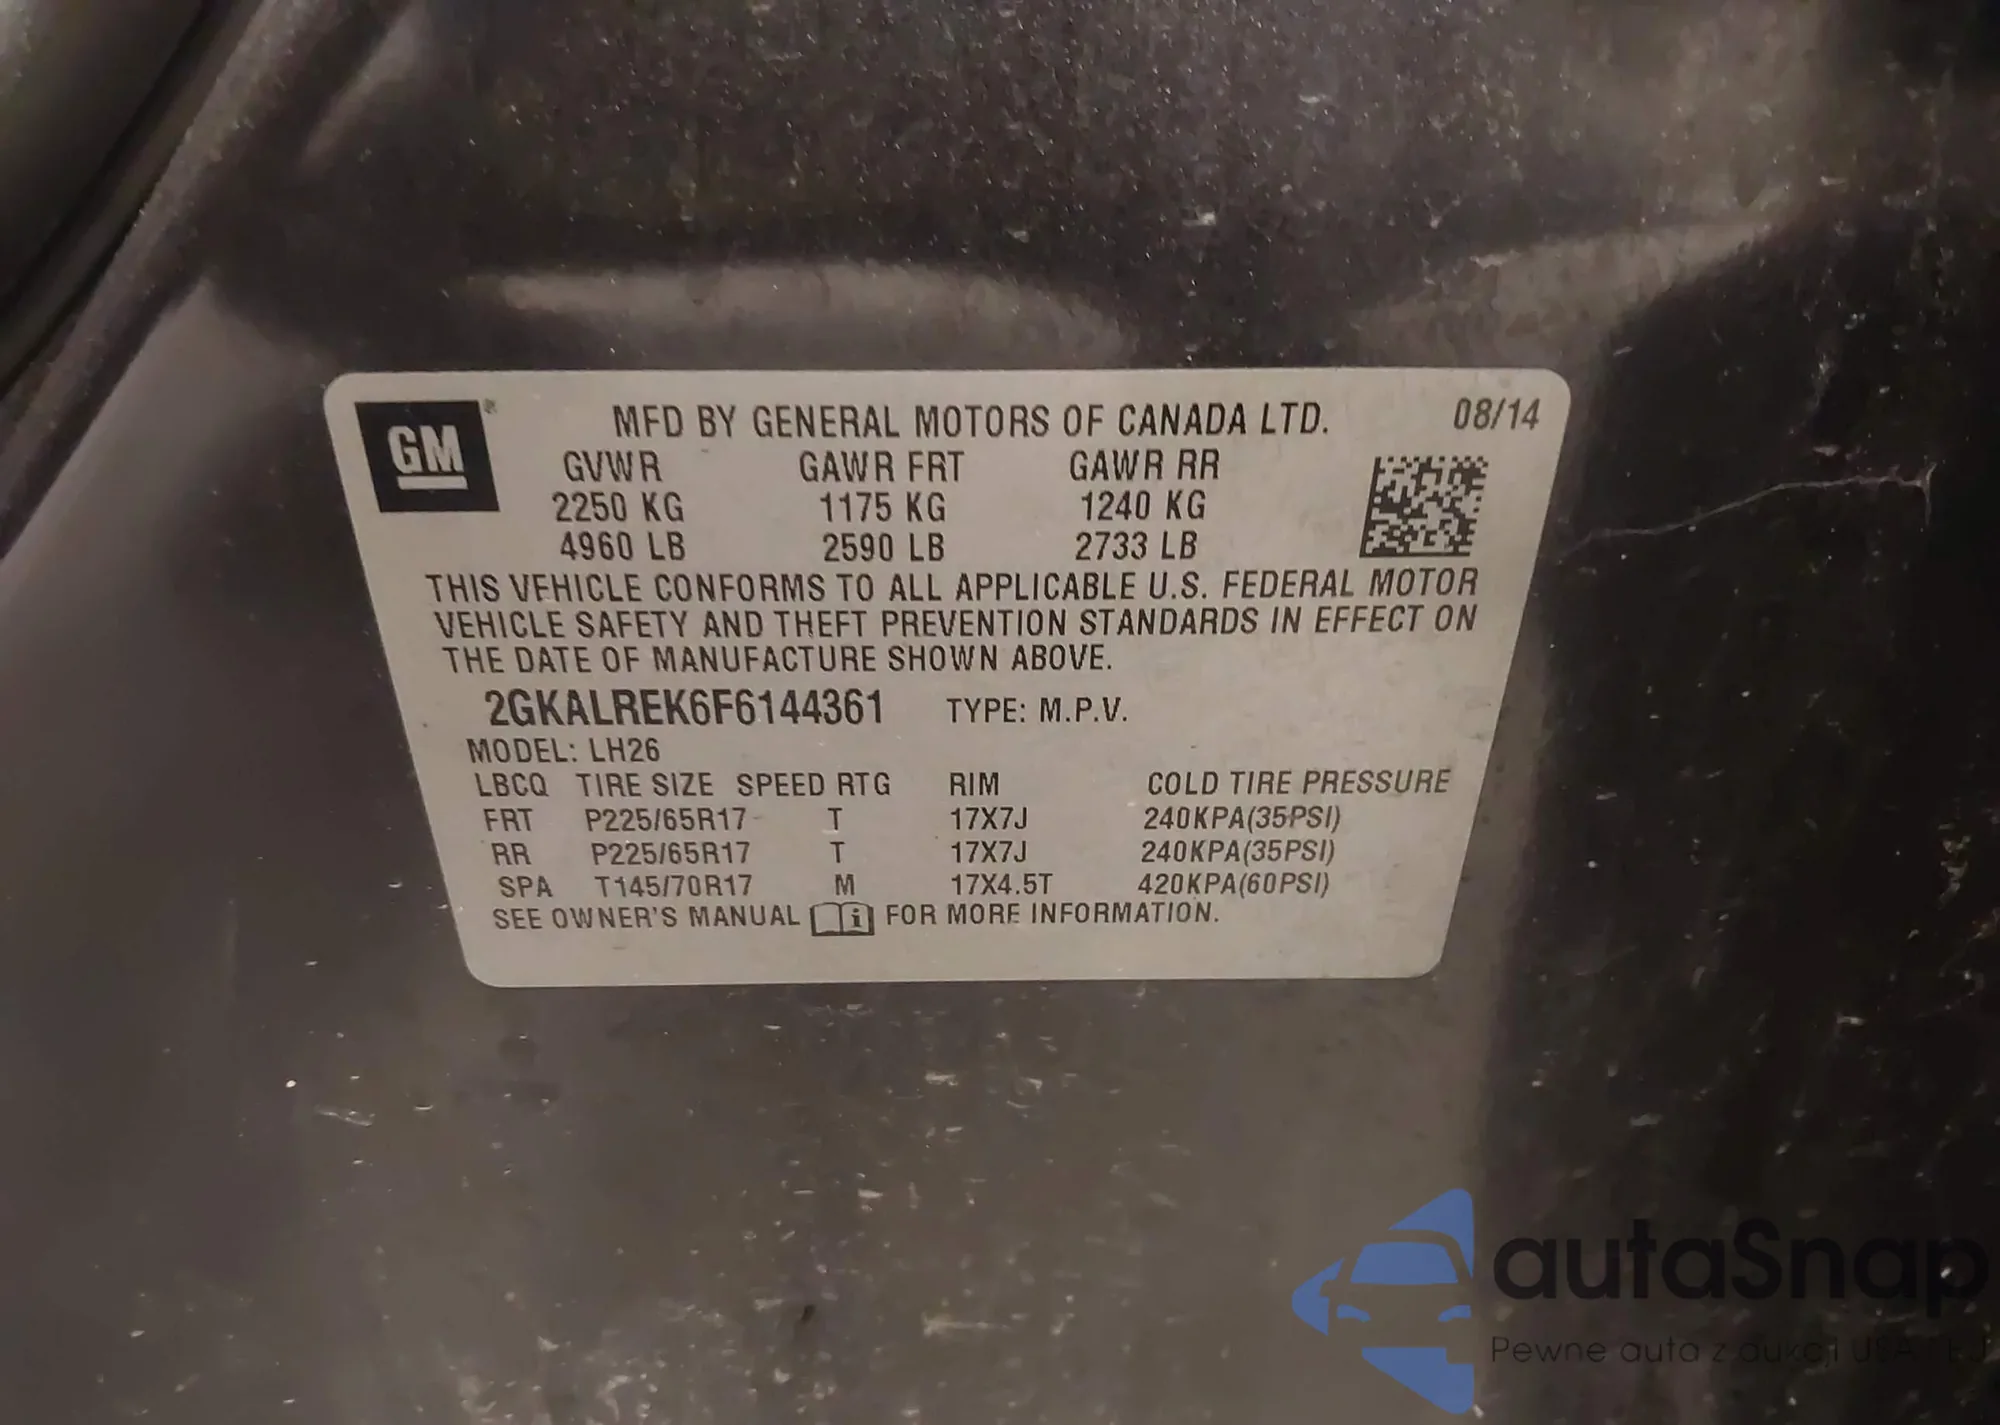 GM®
MFD BY GENERAL MOTORS OF CANADA LTD. 08/14
GVWR GAWR FRT GAWR RR
2250 KG 1175 KG 1240 KG
4960 LB 2590 LB 2733 LB
THIS VEHICLE CONFORMS TO ALL APPLICABLE U.S. FEDERAL MOTOR
VEHICLE SAFETY AND THEFT PREVENTION STANDARDS IN EFFECT ON
THE DATE OF MANUFACTURE SHOWN ABOVE.
2GKALREK6F6144361 TYPE: M.P.V.
MODEL: LH26
LBCQ TIRE SIZE SPEED RTG RIM COLD TIRE PRESSURE
FRT P225/65R17 T 17X7J 240KPA(35PSI)
RR P225/65R17 T 17X7J 240KPA(35PSI)
SPA T145/70R17 M 17X4.5T 420KPA(60PSI)
SEE OWNER'S MANUAL i FOR MORE INFORMATION.
autaSnap
Pewne auta z aukcji USA i EU